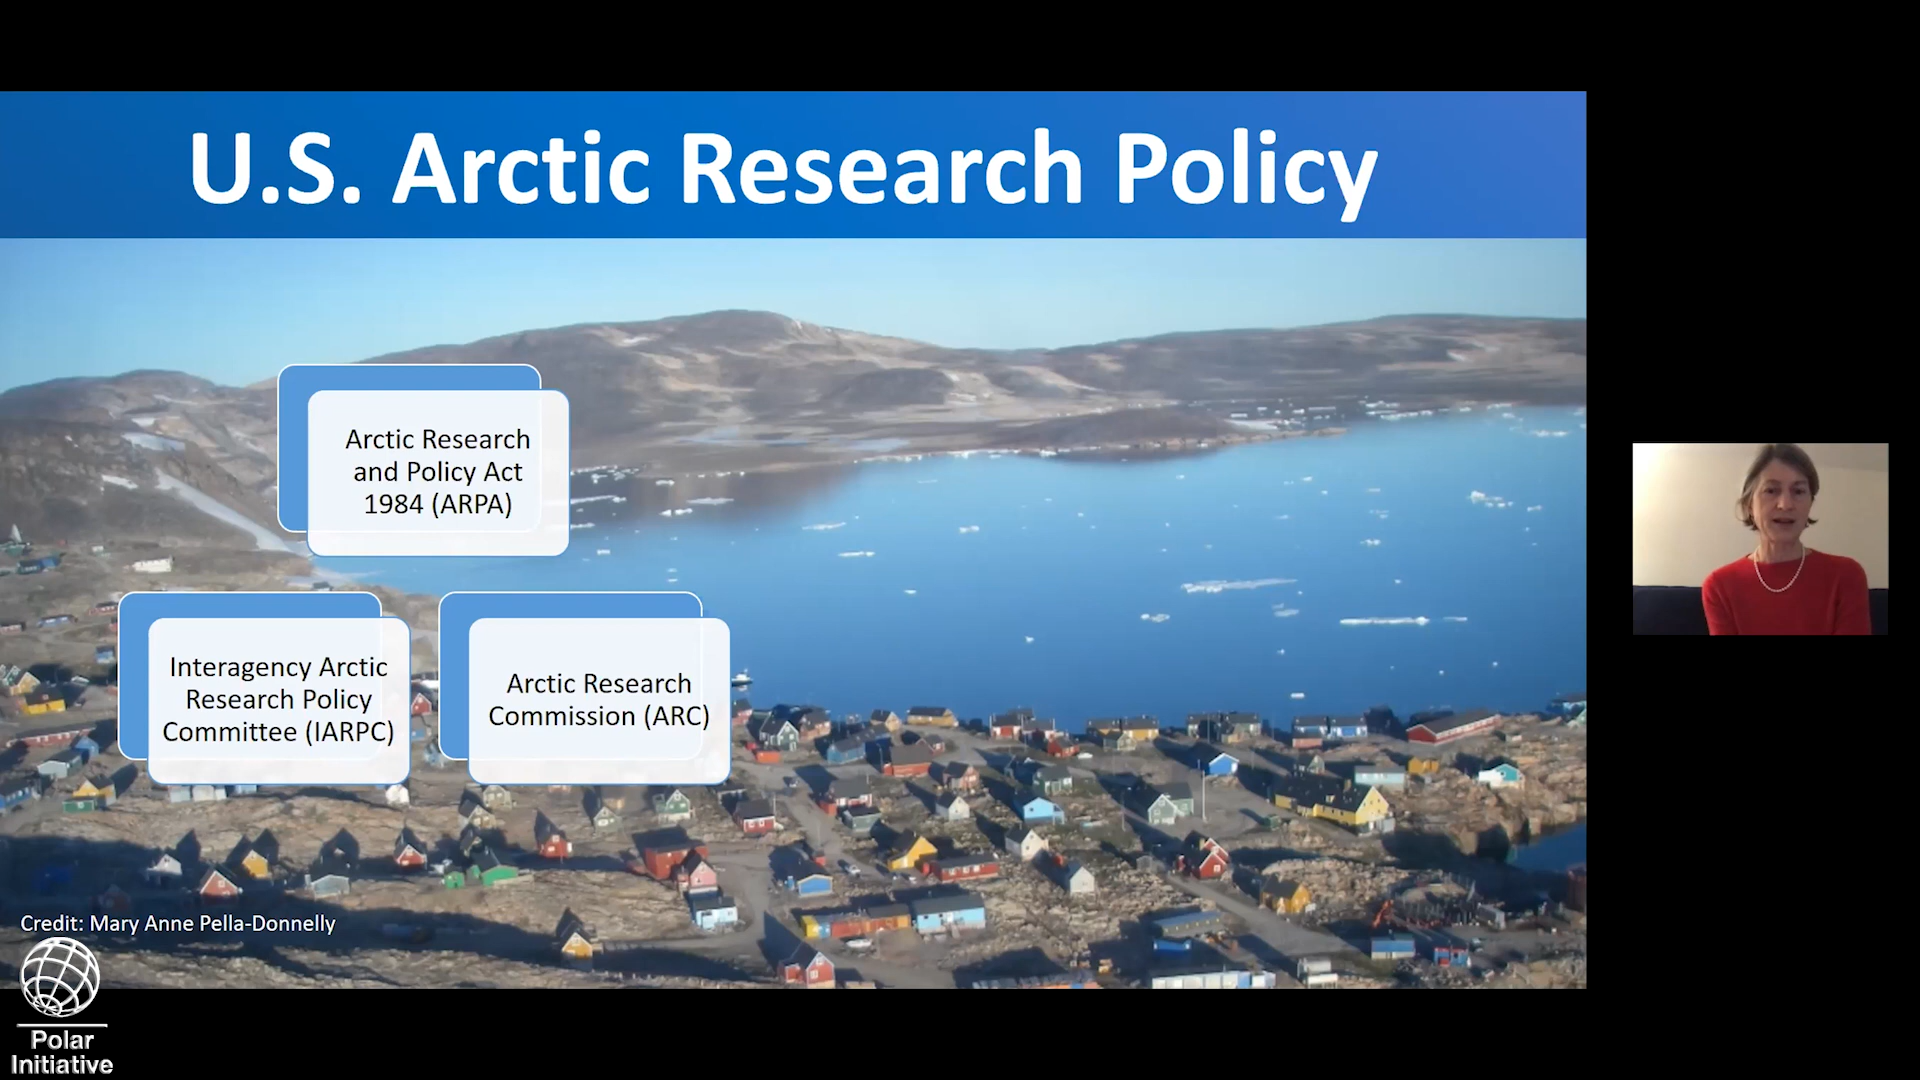 U.S. Arctic Research Policy
Arctic Research
and Policy Act
1984 (ARPA)
Interagency Arctic
Research Policy
Committee (IARPC)
Arctic Research
Commission (ARC)
Credit: Mary Anne Pella-Donnelly
Polar
Initiative